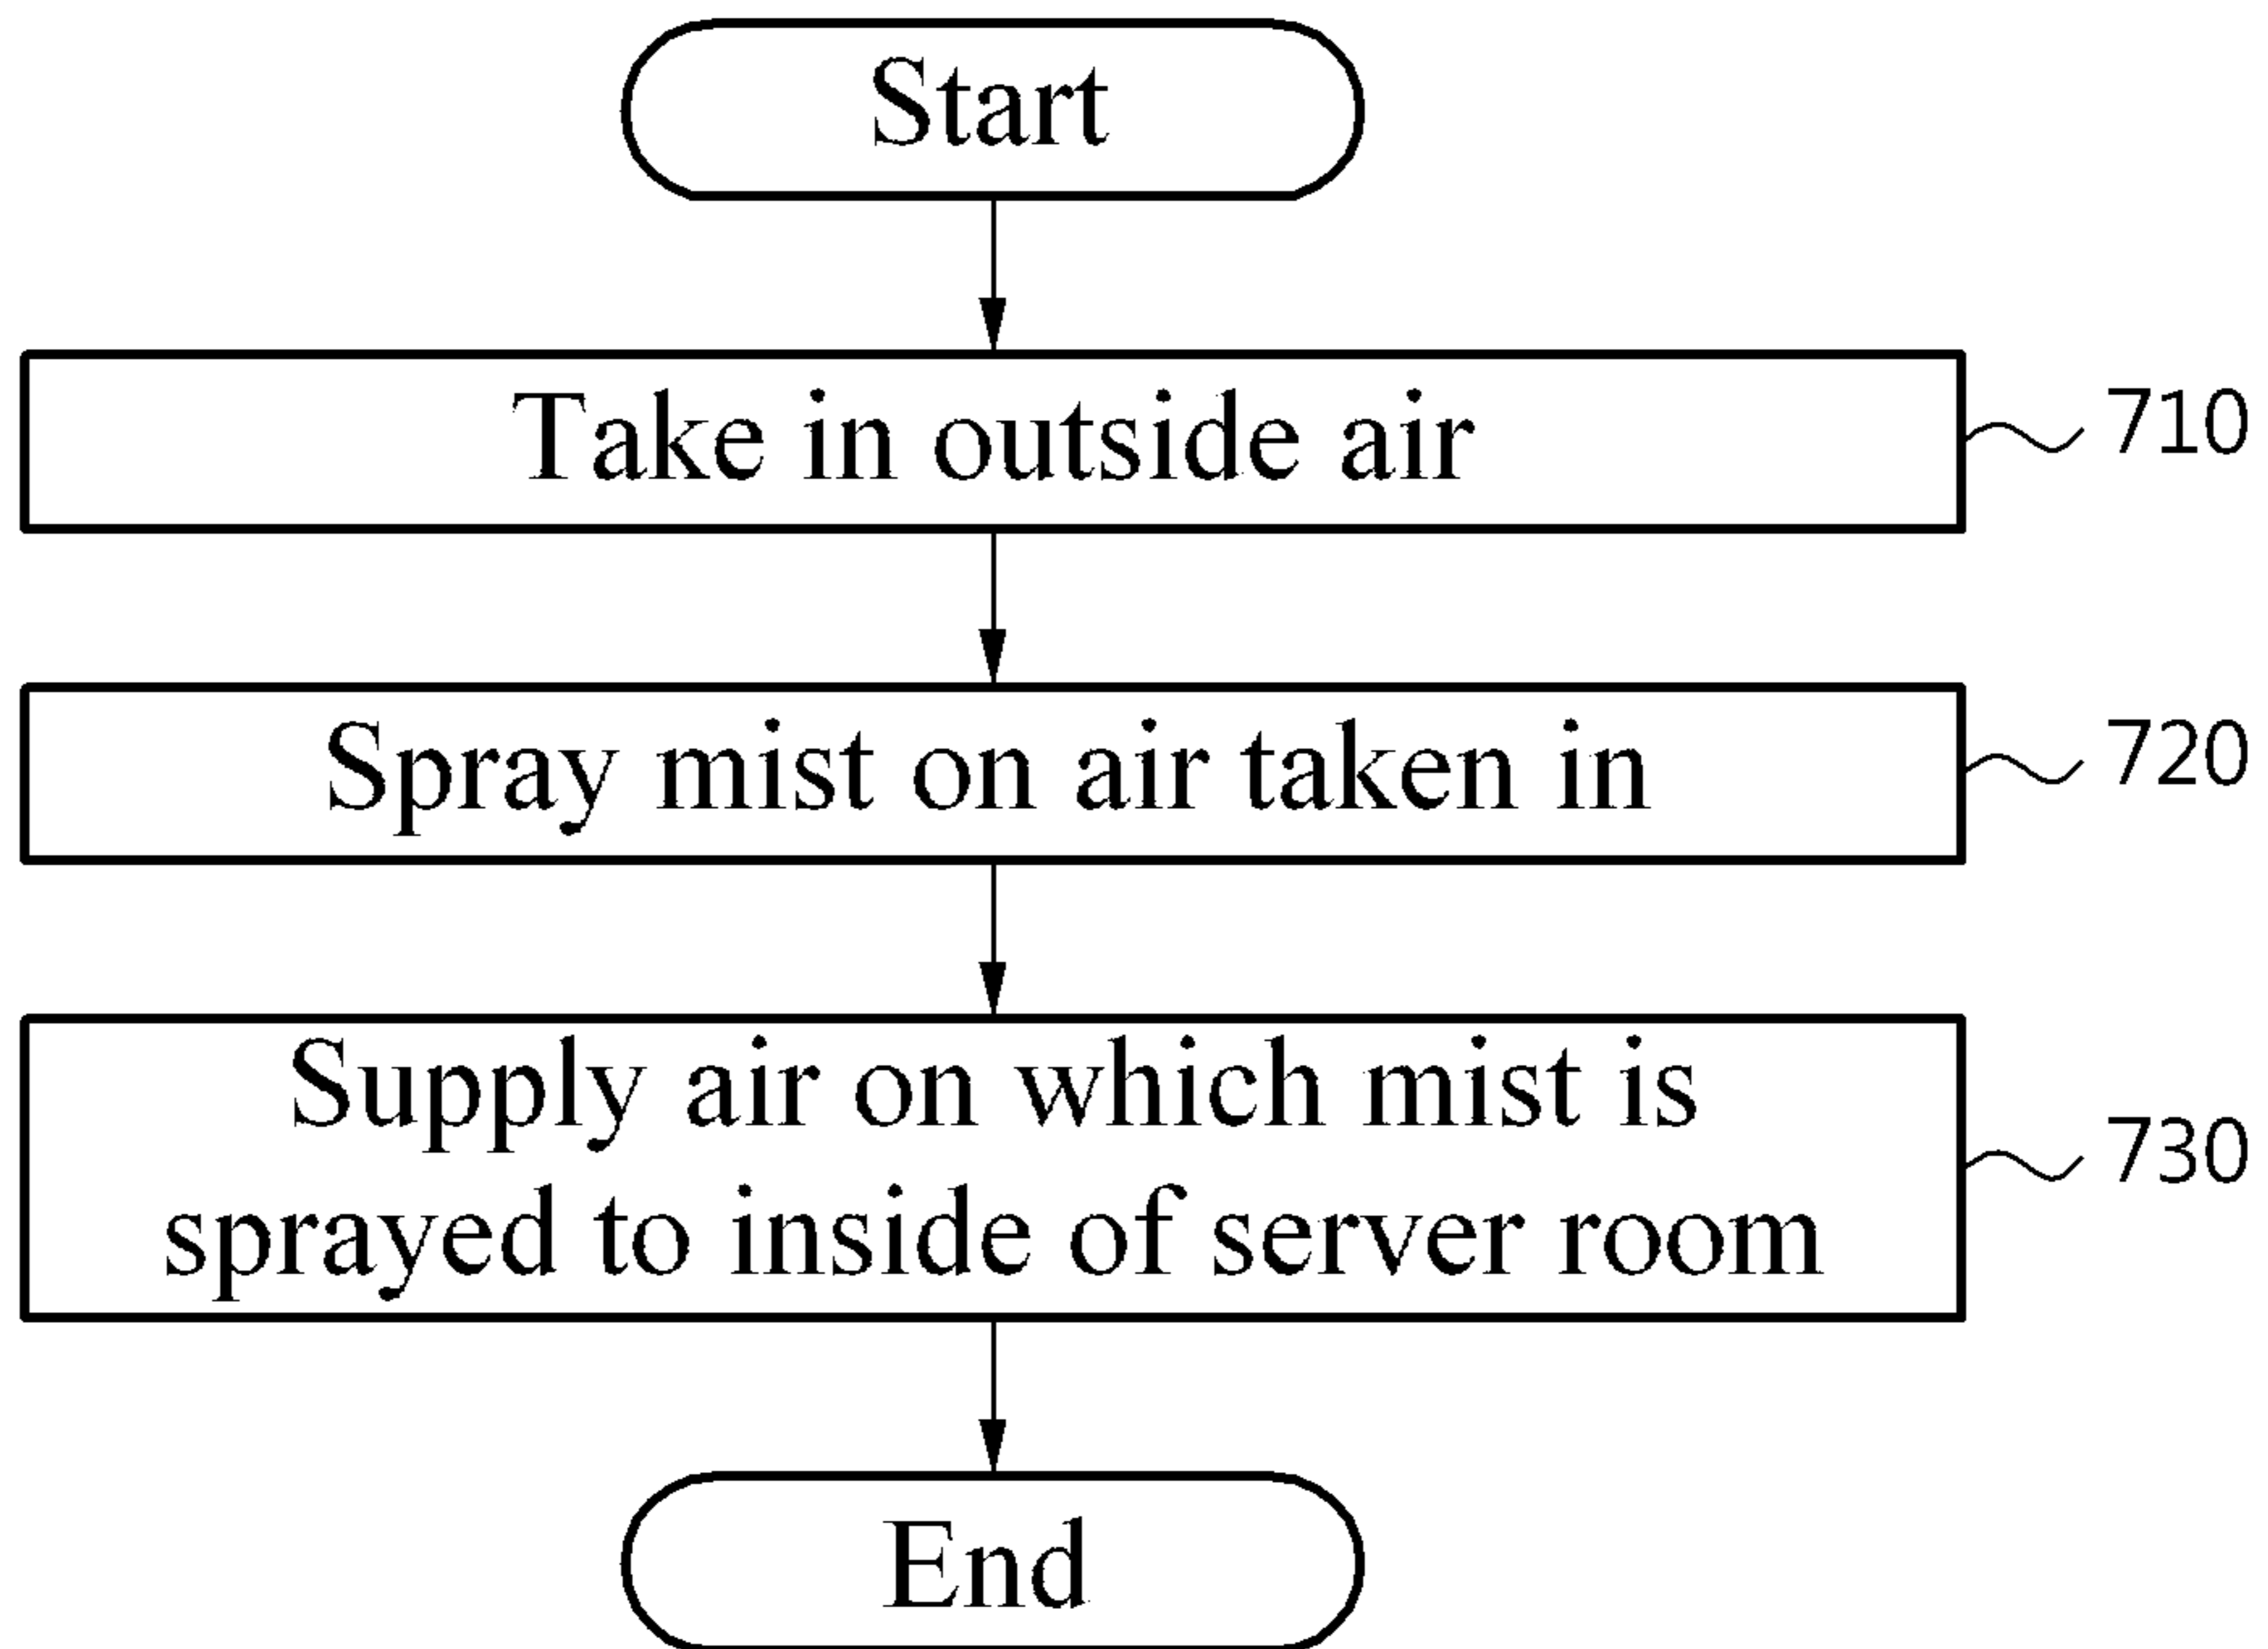 Start
Take in outside air
710
Spray mist on air taken in
720
Supply air on which mist is
sprayed to inside of server room
730
End